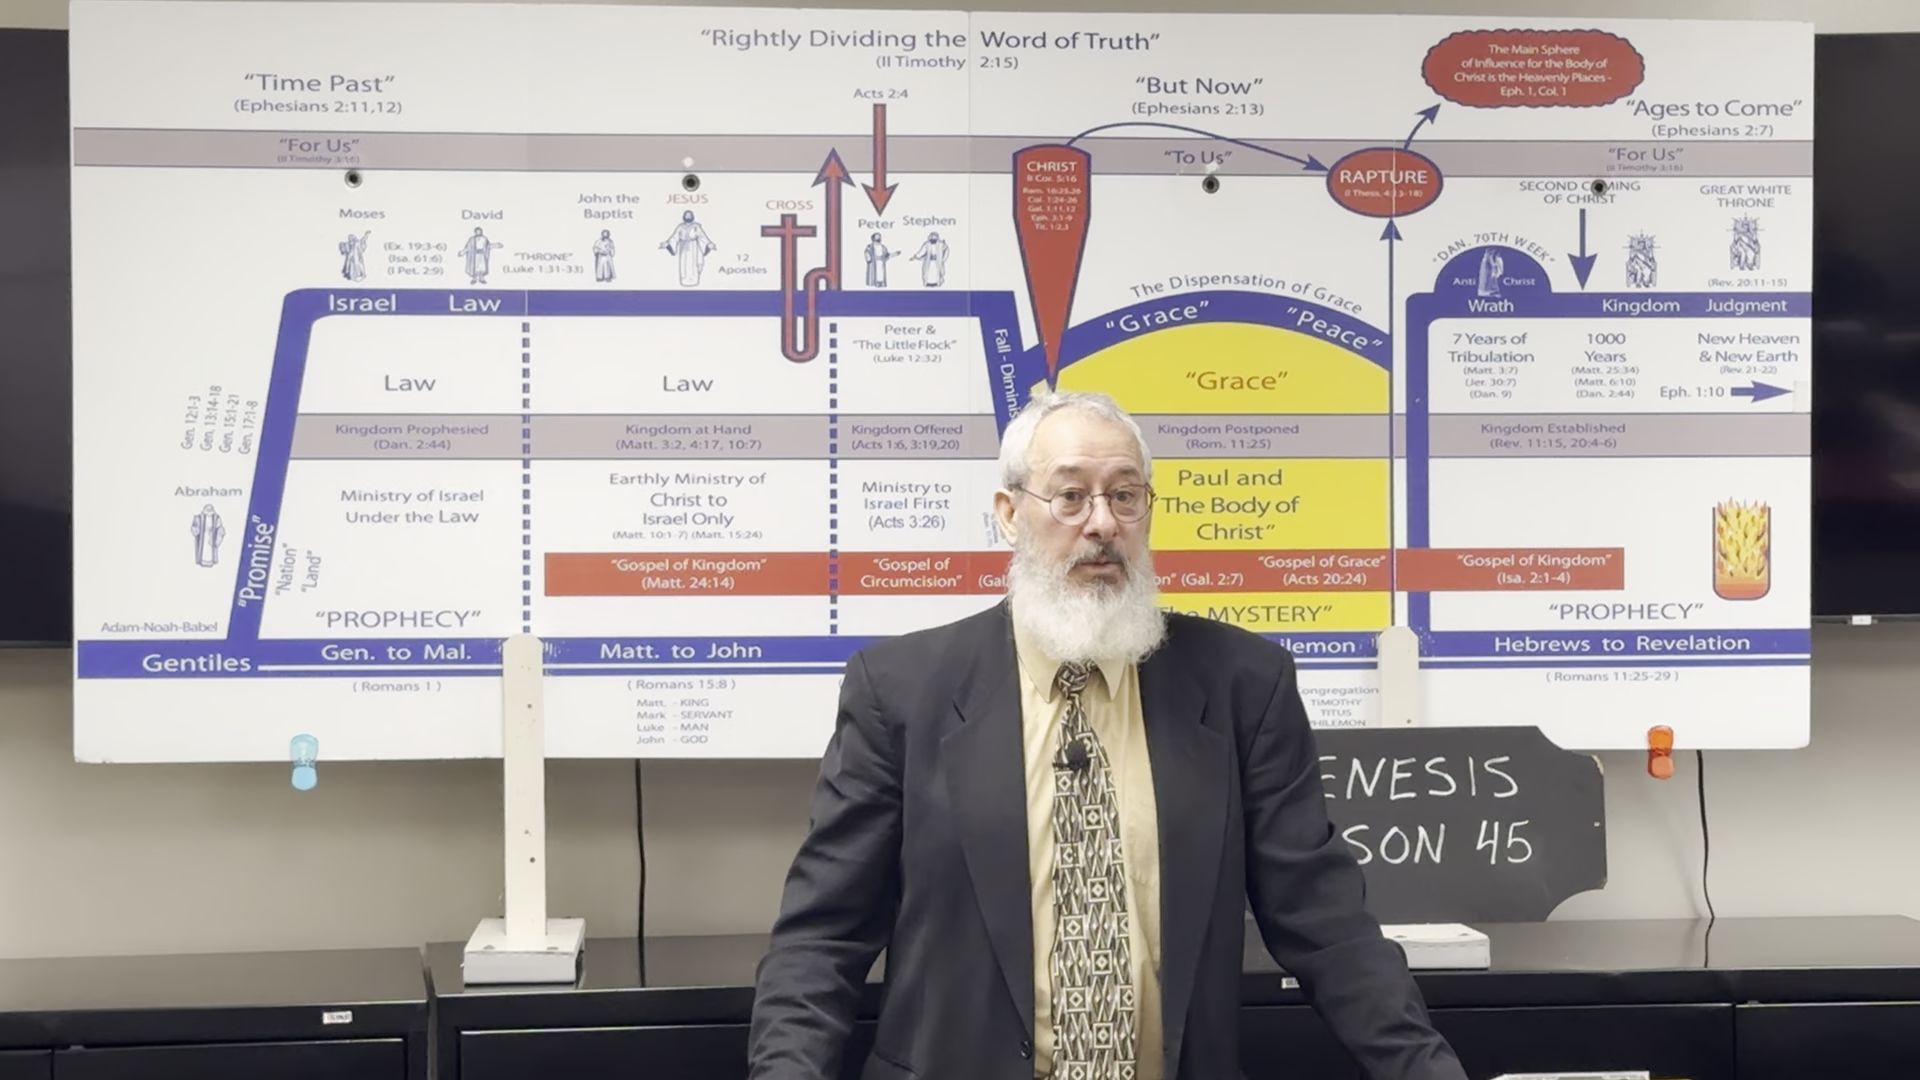 "Rightly Dividing the Word of Truth"
(II Timothy 2:15)
"Time Past"
(Ephesians 2:11,12)
Acts 2:4
"But Now"
(Ephesians 2:13)
The Main Sphere
of Influence for the Body of
Christ is the Heavenly Places -
Eph. 1, Col. 1
"Ages to Come"
(Ephesians 2:7)
"For Us"
(II Timothy 3:16)
"To Us"
"For Us"
(II Timothy 3:16)
CHRIST
II Cor. 5:16
Rom. 16:25,26
Col. 1:24-26
Gal. 1:11,12
Eph. 3:1-9
Tit. 1:2,3
RAPTURE
(I Thess. 4:13-18)
SECOND COMING
OF CHRIST
GREAT WHITE
THRONE
(Rev. 20:11-15)
Moses
(Ex. 19:3-6)
(Isa. 61:6)
(I Pet. 2:9)
David
"THRONE"
(Luke 1:31-33)
John the
Baptist
JESUS
12
Apostles
CROSS
Peter
Stephen
The Dispensation of Grace
"Grace" "Peace"
"DAN. 70TH WEEK"
Anti Christ
Israel Law
Wrath Kingdom Judgment
Fall - Diminis
Law
Law
Peter &
"The Little Flock"
(Luke 12:32)
"Grace"
7 Years of
Tribulation
(Matt. 3:7)
(Jer. 30:7)
(Dan. 9)
1000
Years
(Matt. 25:34)
(Matt. 6:10)
(Dan. 2:44)
New Heaven
& New Earth
(Rev. 21-22)
Eph. 1:10
Gen. 12:1-3
Gen. 13:14-18
Gen. 15:1-21
Gen. 17:1-8
Kingdom Prophesied
(Dan. 2:44)
Kingdom at Hand
(Matt. 3:2, 4:17, 10:7)
Kingdom Offered
(Acts 1:6, 3:19,20)
Kingdom Postponed
(Rom. 11:25)
Kingdom Established
(Rev. 11:15, 20:4-6)
Abraham
"Promise"
"Nation"
"Land"
Ministry of Israel
Under the Law
Earthly Ministry of
Christ to
Israel Only
(Matt. 10:1-7) (Matt. 15:24)
Ministry to
Israel First
(Acts 3:26)
Paul and
The Body of
Christ"
"Gospel of Kingdom"
(Matt. 24:14)
"Gospel of
Circumcision" (Gal.
on" (Gal. 2:7)
"Gospel of Grace"
(Acts 20:24)
"Gospel of Kingdom"
(Isa. 2:1-4)
Adam-Noah-Babel
"PROPHECY"
The MYSTERY"
"PROPHECY"
Gentiles
Gen. to Mal.
Matt. to John
ilemon
Hebrews to Revelation
(Romans 1)
(Romans 15:8)
(Romans 11:25-29)
Matt. - KING
Mark - SERVANT
Luke - MAN
John - GOD
ongregation
TIMOTHY
TITUS
HILEMON
ENESIS
SON 45